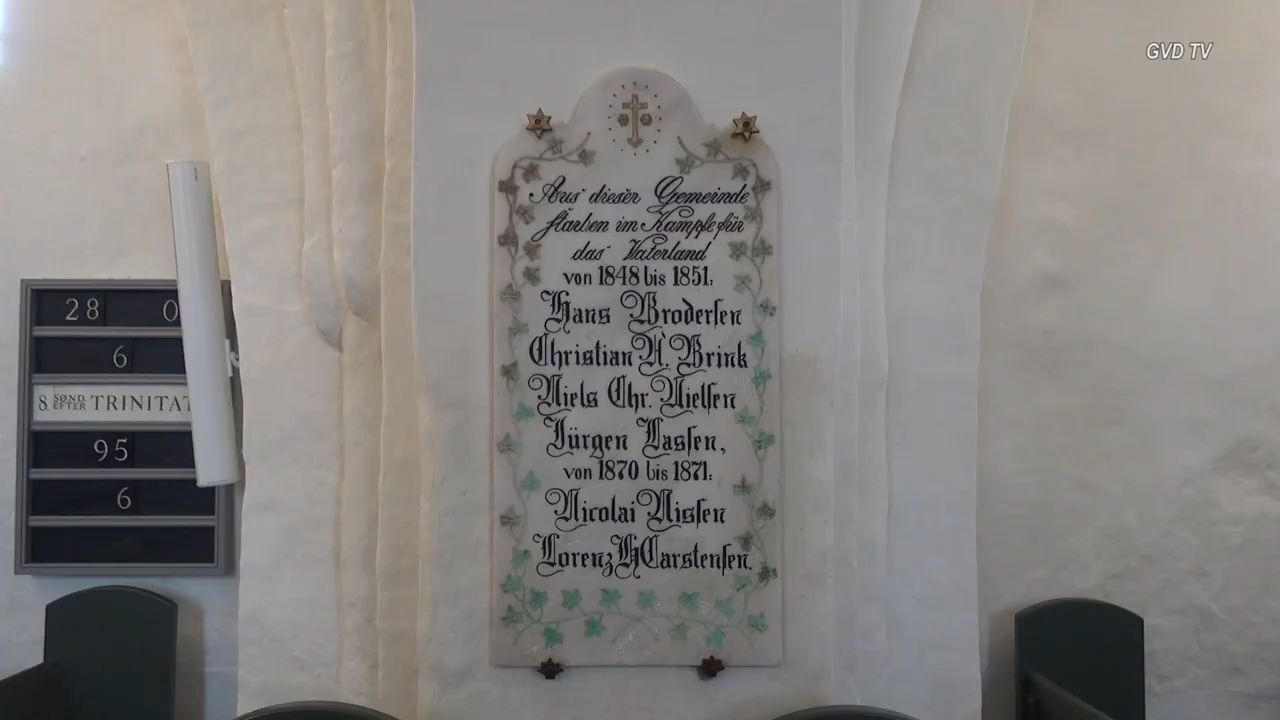 GVD TV
Aus dieser Gemeinde
starben im Kampfe für
das Vaterland
von 1848 bis 1851:
Hans Brodersen
Christian A. Brink
Niels Chr. Nielsen
Jürgen Lassen,
von 1870 bis 1871:
Nicolai Nissen
Lorenz H Carstensen.
28 0
6
8. SØND. EFTER TRINITAT
95
6